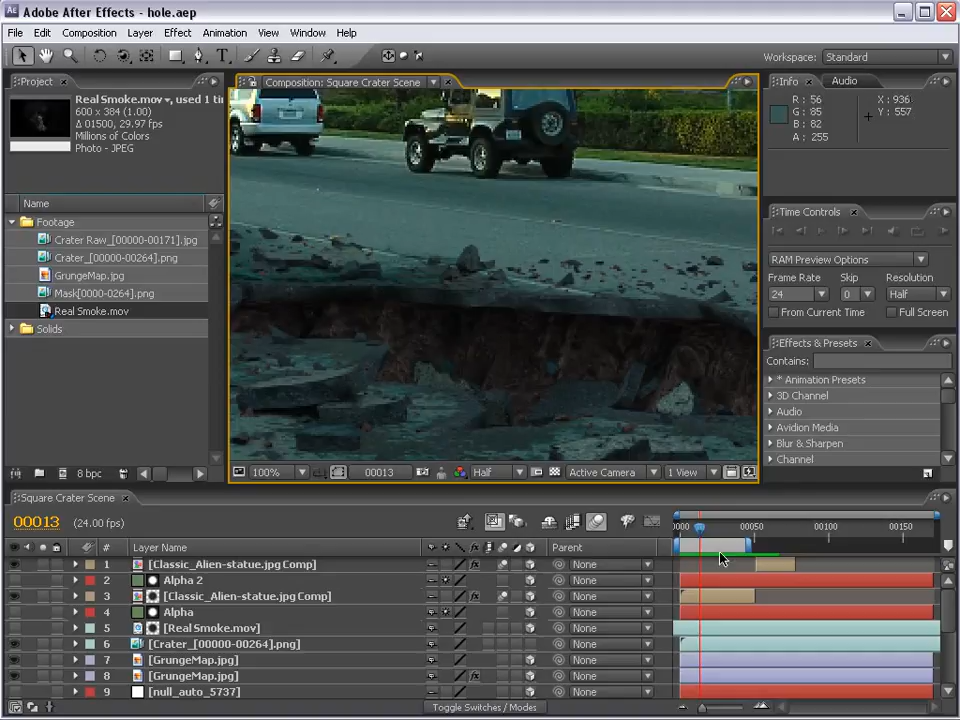 Adobe After Effects - hole.aep
File Edit Composition Layer Effect Animation View Window Help
Workspace: Standard
Project
Real Smoke.mov, used 1 ti
600 x 384 (1.00)
Δ 01500, 29.97 fps
Millions of Colors
Photo - JPEG
Name
Footage
Crater Raw_[00000-00171].jpg
Crater_[00000-00264].png
GrungeMap.jpg
Mask[0000-0264].png
Real Smoke.mov
Solids
8 bpc
Composition: Square Crater Scene
100% 00013 Half Active Camera 1 View
Info Audio
R : 56 X : 936
G : 85 Y : 557
B : 82
A : 255
Time Controls
RAM Preview Options
Frame Rate Skip Resolution
24 0 Half
From Current Time Full Screen
Effects & Presets
Contains:
* Animation Presets
3D Channel
Audio
Avidion Media
Blur & Sharpen
Channel
Square Crater Scene
00013 (24.00 fps)
0000 00050 00100 00150
# Layer Name Parent
1 [Classic_Alien-statue.jpg Comp] None
2 Alpha 2 None
3 [Classic_Alien-statue.jpg Comp] None
4 Alpha None
5 [Real Smoke.mov] None
6 [Crater_[00000-00264].png] None
7 [GrungeMap.jpg] None
8 [GrungeMap.jpg] None
9 [null_auto_5737] None
Toggle Switches / Modes